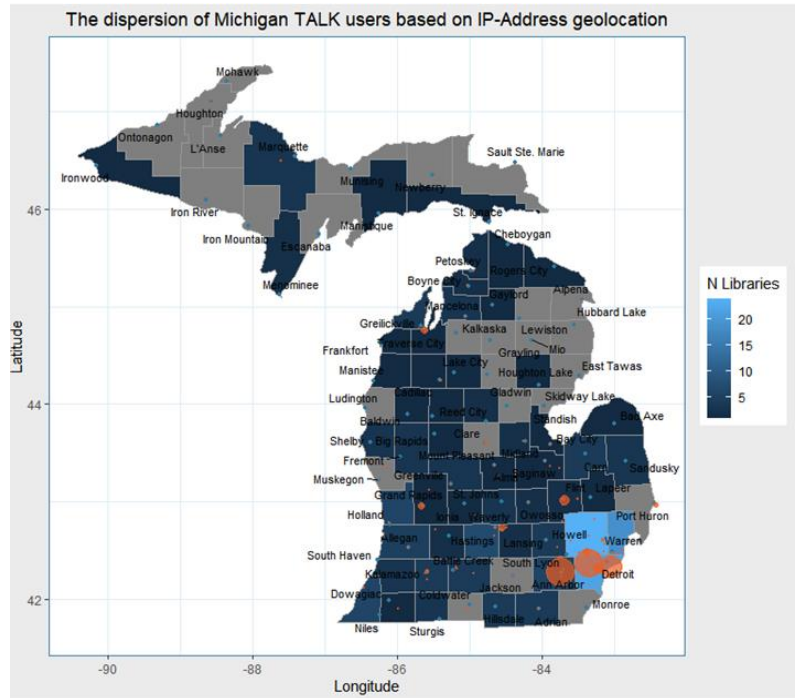 The dispersion of Michigan TALK users based on IP-Address geolocation
Mohawk
Houghton
Ontonagon
L'Anse
Marquette
Sault Ste. Marie
Ironwood
Munising
Newberry
Iron River
Manistique
St. Ignace
Iron Mountain
Escanaba
Cheboygan
Menominee
Petoskey
Rogers City
Boyne City
Gaylord
Alpena
Mancelona
Hubbard Lake
Greilickville
Traverse City
Kalkaska
Lewiston
Frankfort
Grayling
Mio
Manistee
Lake City
Houghton Lake
East Tawas
Cadillac
Gladwin
Skidway Lake
Ludington
Baldwin
Reed City
Standish
Bad Axe
Shelby
Big Rapids
Clare
Bay City
Fremont
Mount Pleasant
Midland
Caro
Sandusky
Muskegon
Greenville
Alma
Saginaw
Grand Rapids
St. Johns
Flint
Lapeer
Holland
Ionia
Waverly
Owosso
Port Huron
Allegan
Hastings
Lansing
Howell
Warren
South Haven
Kalamazoo
Battle Creek
South Lyon
Detroit
Dowagiac
Coldwater
Jackson
Ann Arbor
Niles
Sturgis
Hillsdale
Adrian
Monroe
46
44
42
Latitude
-90
-88
-86
-84
Longitude
N Libraries
20
15
10
5